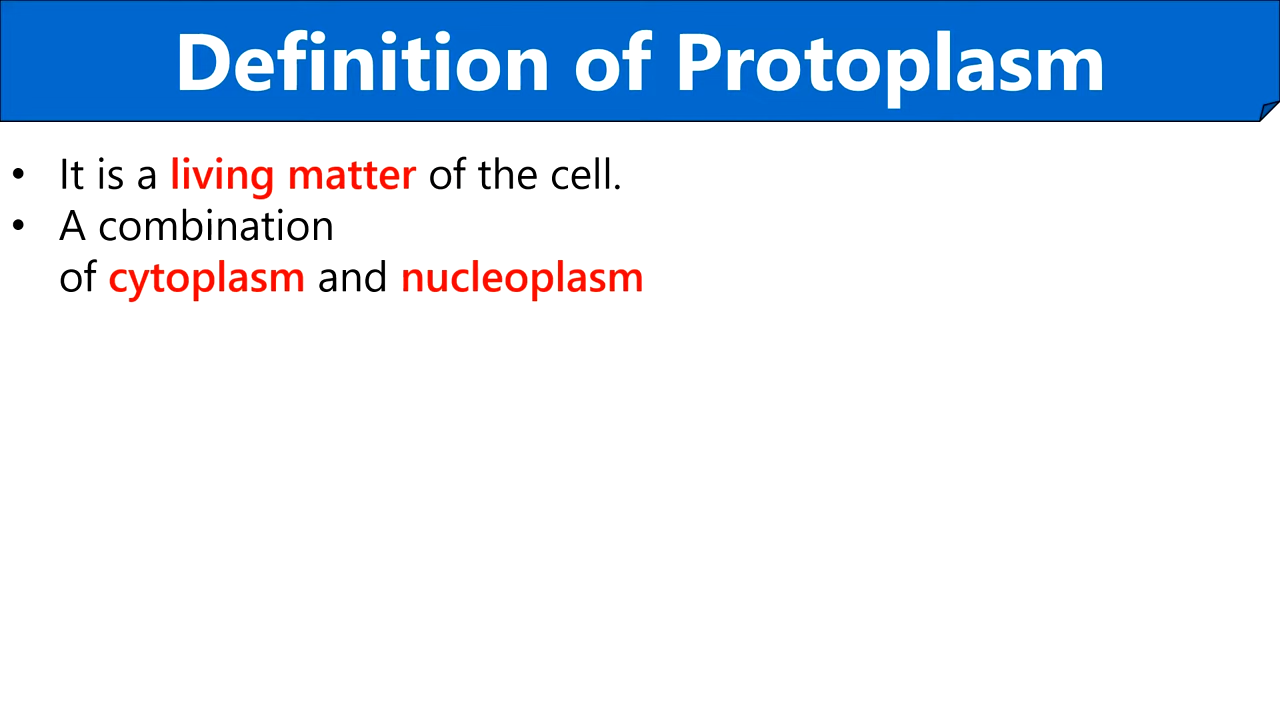 Definition of Protoplasm
• It is a living matter of the cell.
• A combination
of cytoplasm and nucleoplasm